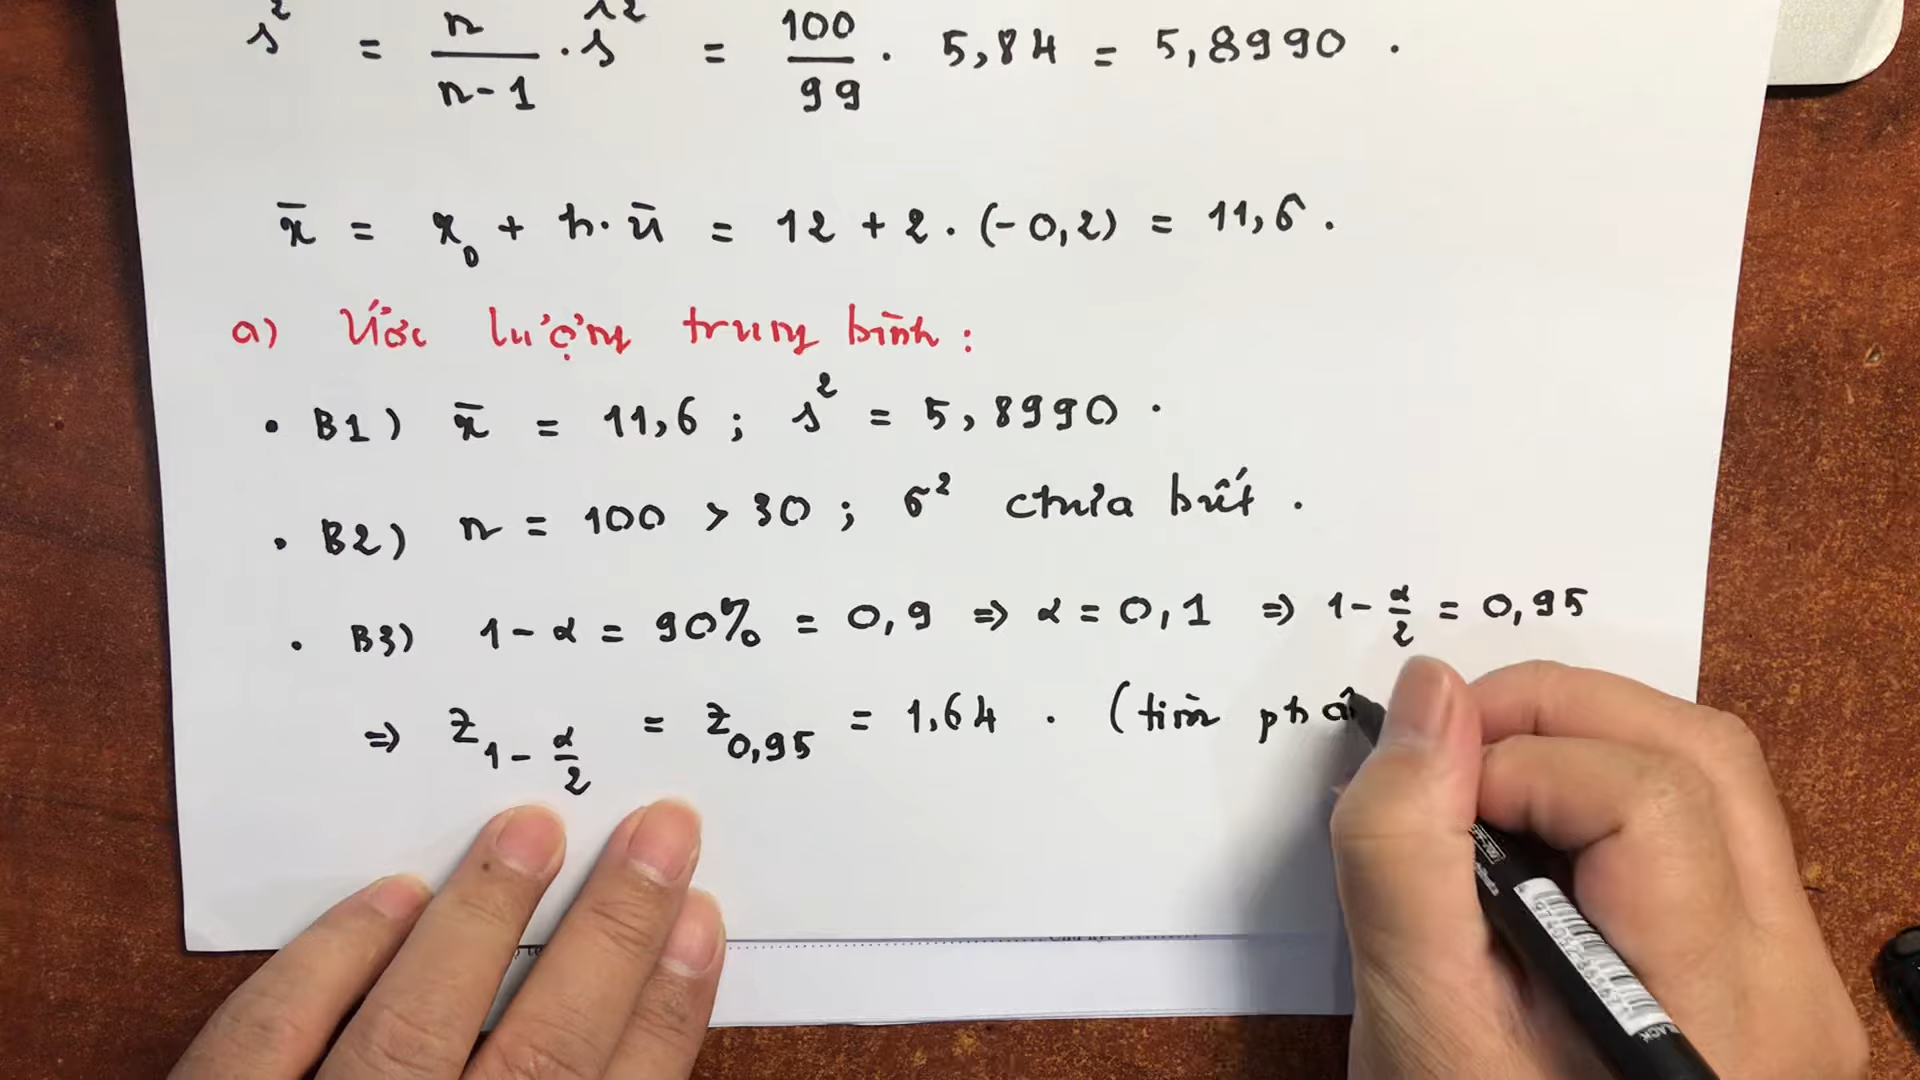 s² = n/(n-1) · ŝ² = 100/99 · 5,84 = 5,8990 .
x̄ = x₀ + h·ū = 12 + 2·(-0,2) = 11,6 .
a) Ước lượng trung bình :
• B1) x̄ = 11,6 ; s² = 5,8990 .
• B2) n = 100 > 30 ; σ² chưa biết .
• B3) 1 - α = 90% = 0,9 ⇒ α = 0,1 ⇒ 1 - α/2 = 0,95
⇒ Z_{1 - α/2} = Z_{0,95} = 1,64 . (tìm phâ